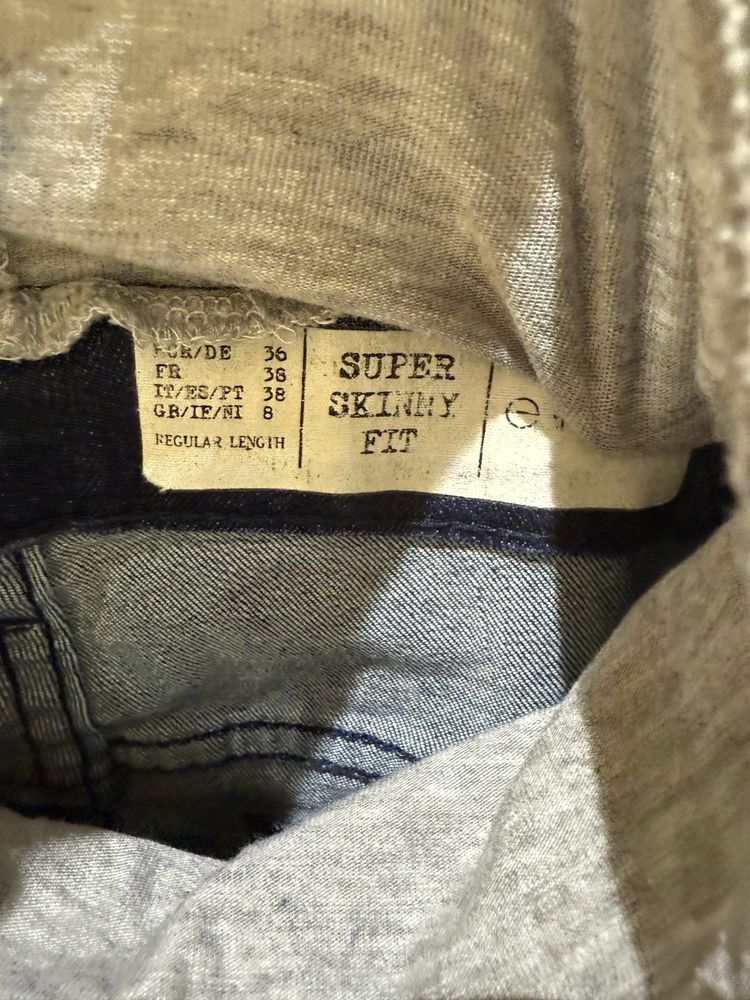 EUR/DE 36
FR 38
IT/ES/PT 38
GB/IE/NI 8
REGULAR LENGTH
SUPER
SKINNY
FIT
e